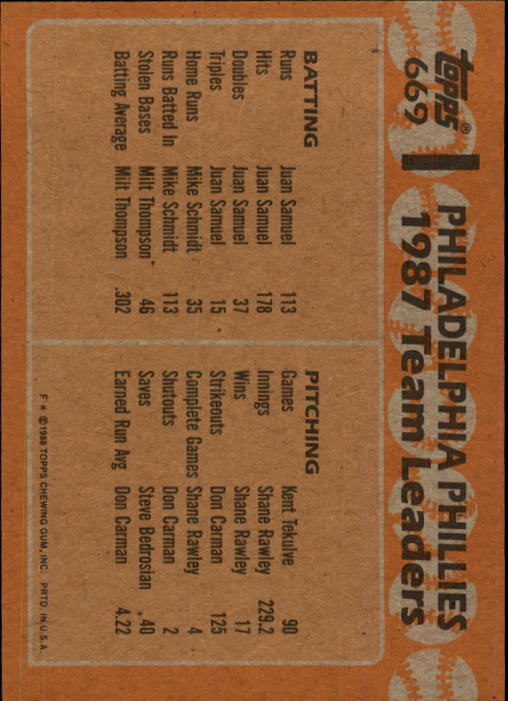 topps®
669
PHILADELPHIA PHILLIES
1987 Team Leaders
BATTING
Runs Juan Samuel 113
Hits Juan Samuel 178
Doubles Juan Samuel 37
Triples Juan Samuel 15
Home Runs Mike Schmidt 35
Runs Batted In Mike Schmidt 113
Stolen Bases Milt Thompson 46
Batting Average Milt Thompson .302
PITCHING
Games Kent Tekulve 90
Innings Shane Rawley 229.2
Wins Shane Rawley 17
Strikeouts Don Carman 125
Complete Games Shane Rawley 4
Shutouts Don Carman 2
Saves Steve Bedrosian 40
Earned Run Avg Don Carman 4.22
F * © 1988 TOPPS CHEWING GUM, INC. PRTD. IN U.S.A.